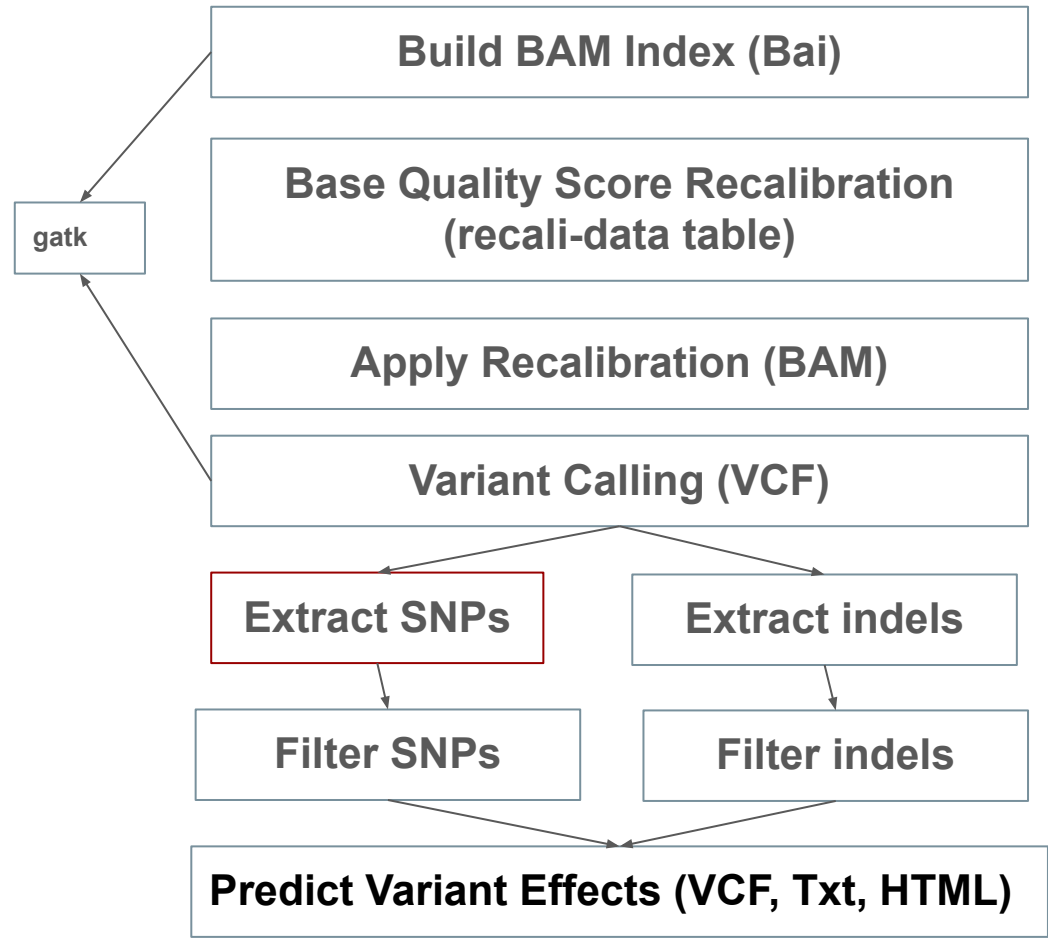 Build BAM Index (Bai)
Base Quality Score Recalibration
(recali-data table)
gatk
Apply Recalibration (BAM)
Variant Calling (VCF)
Extract SNPs
Extract indels
Filter SNPs
Filter indels
Predict Variant Effects (VCF, Txt, HTML)